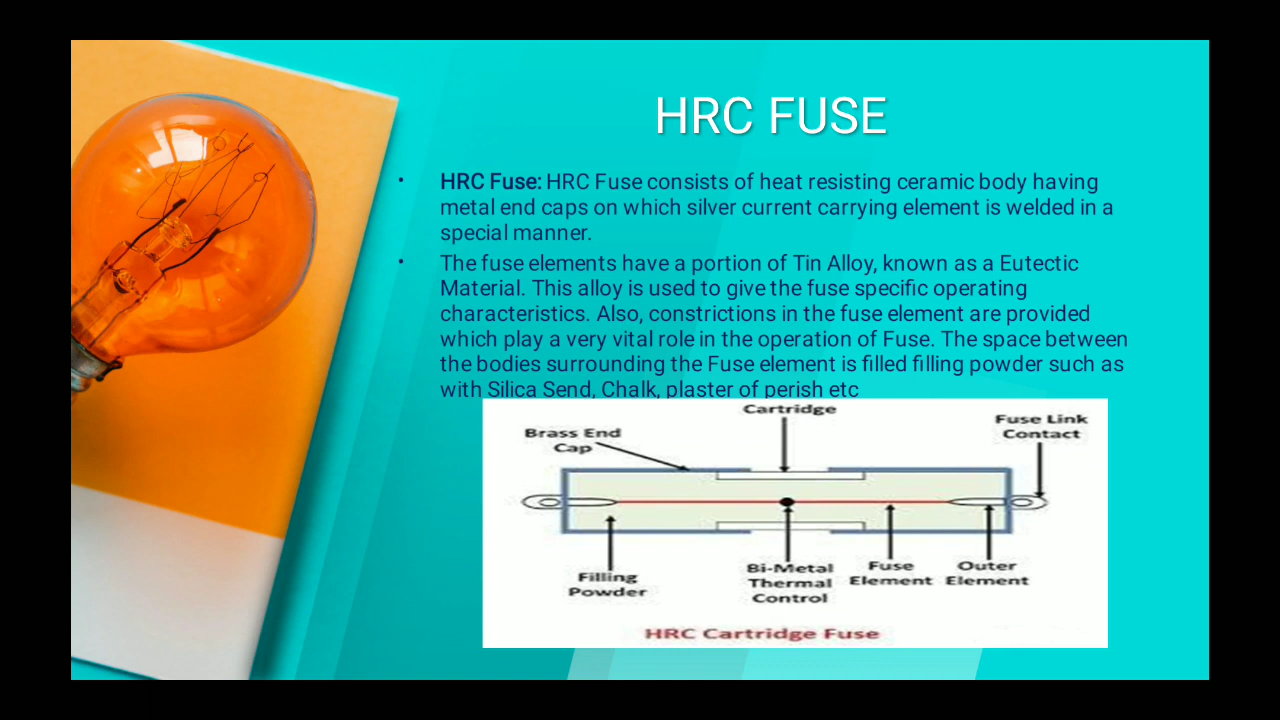 HRC FUSE
• HRC Fuse: HRC Fuse consists of heat resisting ceramic body having
metal end caps on which silver current carrying element is welded in a
special manner.
• The fuse elements have a portion of Tin Alloy, known as a Eutectic
Material. This alloy is used to give the fuse specific operating
characteristics. Also, constrictions in the fuse element are provided
which play a very vital role in the operation of Fuse. The space between
the bodies surrounding the Fuse element is filled filling powder such as
with Silica Send, Chalk, plaster of perish etc
Cartridge
Brass End
Cap
Fuse Link
Contact
Filling
Powder
Bi-Metal
Thermal
Control
Fuse
Element
Outer
Element
HRC Cartridge Fuse